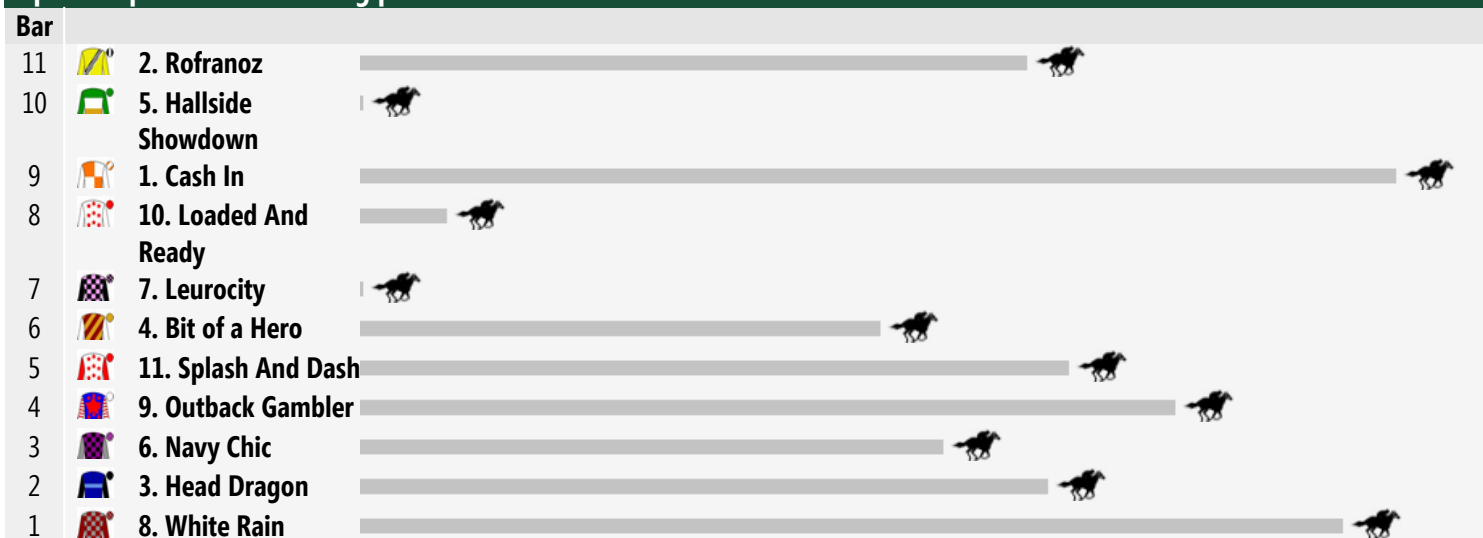 Bar
11 2. Rofranoz
10 5. Hallside
Showdown
9 1. Cash In
8 10. Loaded And
Ready
7 7. Leurocity
6 4. Bit of a Hero
5 11. Splash And Dash
4 9. Outback Gambler
3 6. Navy Chic
2 3. Head Dragon
1 8. White Rain